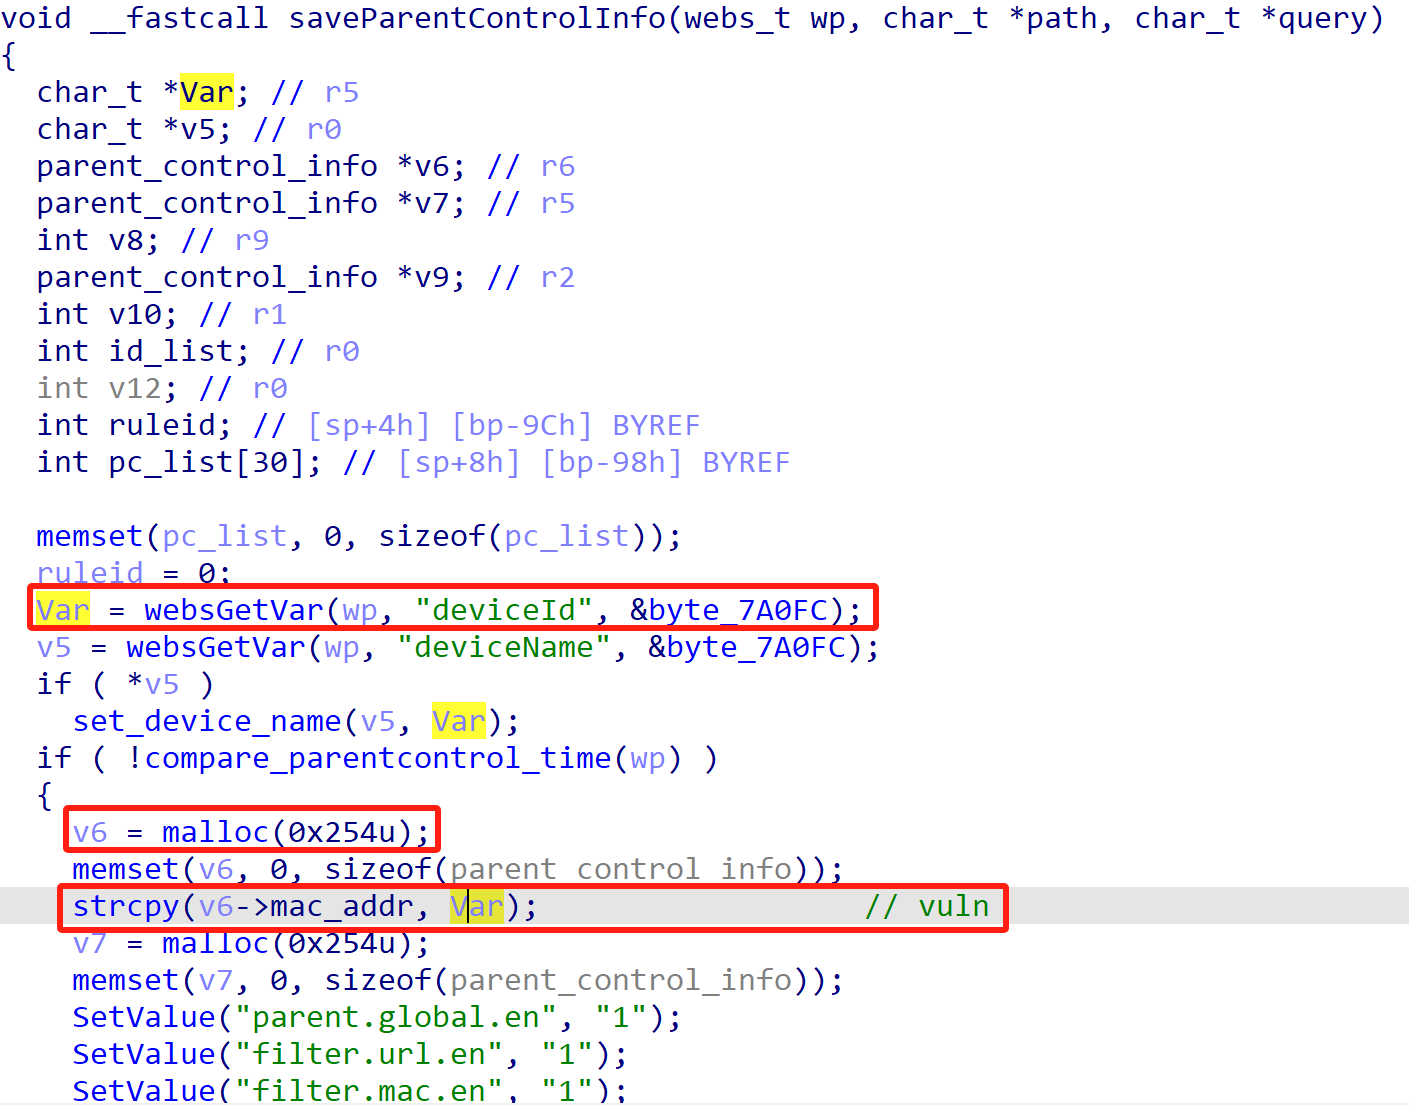 void __fastcall saveParentControlInfo(webs_t wp, char_t *path, char_t *query)
{
  char_t *Var; // r5
  char_t *v5; // r0
  parent_control_info *v6; // r6
  parent_control_info *v7; // r5
  int v8; // r9
  parent_control_info *v9; // r2
  int v10; // r1
  int id_list; // r0
  int v12; // r0
  int ruleid; // [sp+4h] [bp-9Ch] BYREF
  int pc_list[30]; // [sp+8h] [bp-98h] BYREF

  memset(pc_list, 0, sizeof(pc_list));
  ruleid = 0;
  Var = websGetVar(wp, "deviceId", &byte_7A0FC);
  v5 = websGetVar(wp, "deviceName", &byte_7A0FC);
  if ( *v5 )
    set_device_name(v5, Var);
  if ( !compare_parentcontrol_time(wp) )
  {
    v6 = malloc(0x254u);
    memset(v6, 0, sizeof(parent_control_info));
    strcpy(v6->mac_addr, Var);                  // vuln
    v7 = malloc(0x254u);
    memset(v7, 0, sizeof(parent_control_info));
    SetValue("parent.global.en", "1");
    SetValue("filter.url.en", "1");
    SetValue("filter.mac.en", "1");